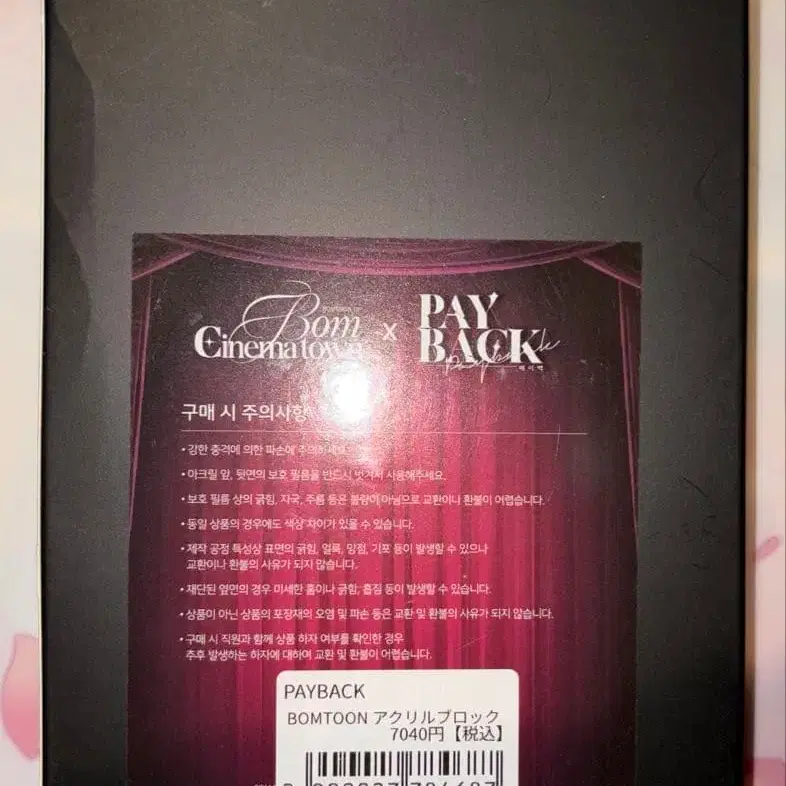 Bom
Cinematown
x
PAY
BACK
페이백
구매 시 주의사항
• 강한 충격에 의한 파손에 주의하세요.
• 아크릴 앞, 뒷면의 보호 필름을 반드시 벗겨서 사용해주세요.
• 보호 필름 상의 긁힘, 자국, 주름 등은 불량이 아님으로 교환이나 환불이 어렵습니다.
• 동일 상품의 경우에도 색상 차이가 있을 수 있습니다.
• 제작 공정 특성상 표면의 긁힘, 얼룩, 망점, 기포 등이 발생할 수 있으나
교환이나 환불의 사유가 되지 않습니다.
• 재단된 옆면의 경우 미세한 홈이나 긁힘, 흠집 등이 발생할 수 있습니다.
• 상품이 아닌 상품의 포장재의 오염 및 파손 등은 교환 및 환불의 사유가 되지 않습니다.
• 구매 시 직원과 함께 상품 하자 여부를 확인한 경우
추후 발생하는 하자에 대하여 교환 및 환불이 어렵습니다.
PAYBACK
BOMTOON アクリルブロック
7040円【税込】